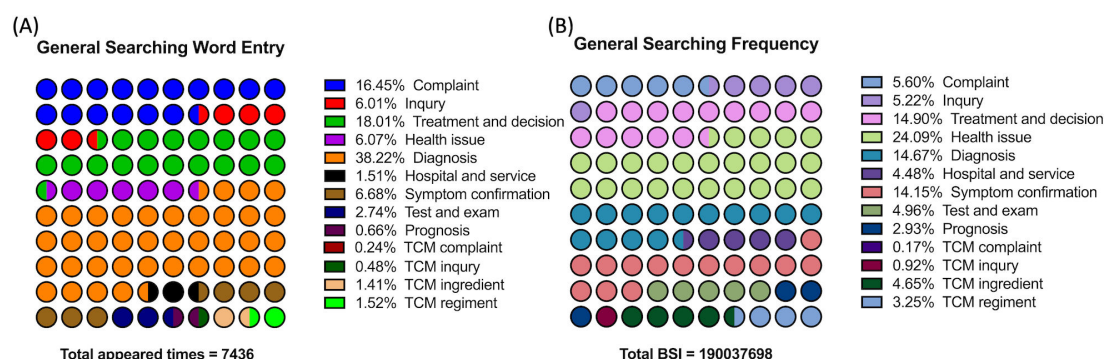 (A)
General Searching Word Entry
16.45% Complaint
6.01% Inqury
18.01% Treatment and decision
6.07% Health issue
38.22% Diagnosis
1.51% Hospital and service
6.68% Symptom confirmation
2.74% Test and exam
0.66% Prognosis
0.24% TCM complaint
0.48% TCM inqury
1.41% TCM ingredient
1.52% TCM regiment
Total appeared times = 7436
(B)
General Searching Frequency
5.60% Complaint
5.22% Inqury
14.90% Treatment and decision
24.09% Health issue
14.67% Diagnosis
4.48% Hospital and service
14.15% Symptom confirmation
4.96% Test and exam
2.93% Prognosis
0.17% TCM complaint
0.92% TCM inqury
4.65% TCM ingredient
3.25% TCM regiment
Total BSI = 190037698